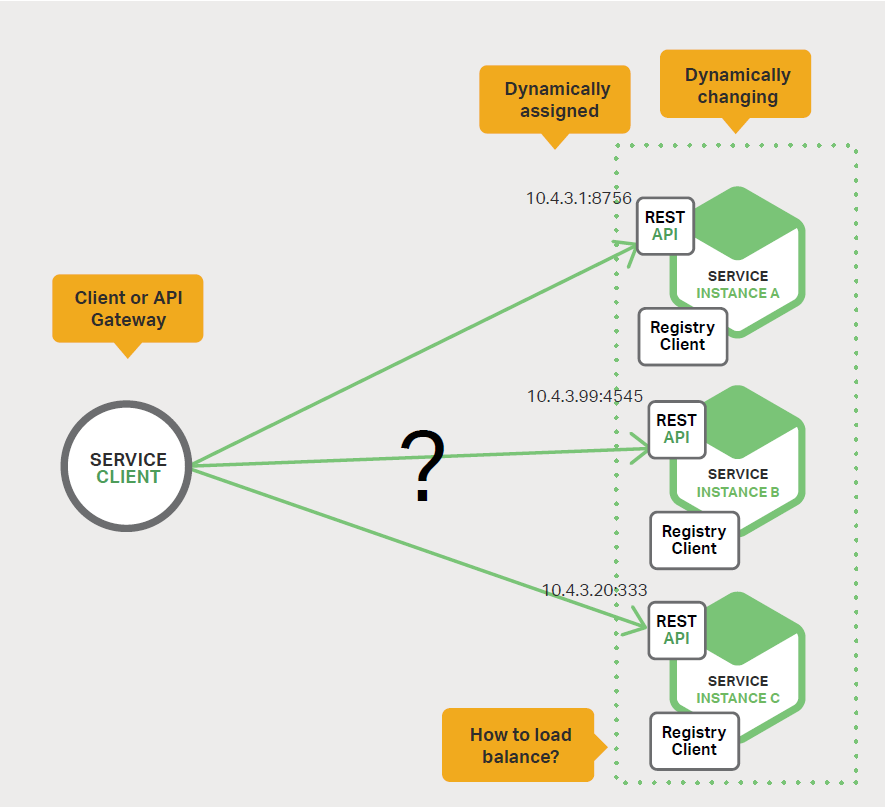 Dynamically
assigned
Dynamically
changing
10.4.3.1:8756
REST
API
SERVICE
INSTANCE A
Registry
Client
Client or API
Gateway
10.4.3.99:4545
REST
API
?
SERVICE
CLIENT
SERVICE
INSTANCE B
Registry
Client
10.4.3.20:333
REST
API
SERVICE
INSTANCE C
Registry
Client
How to load
balance?